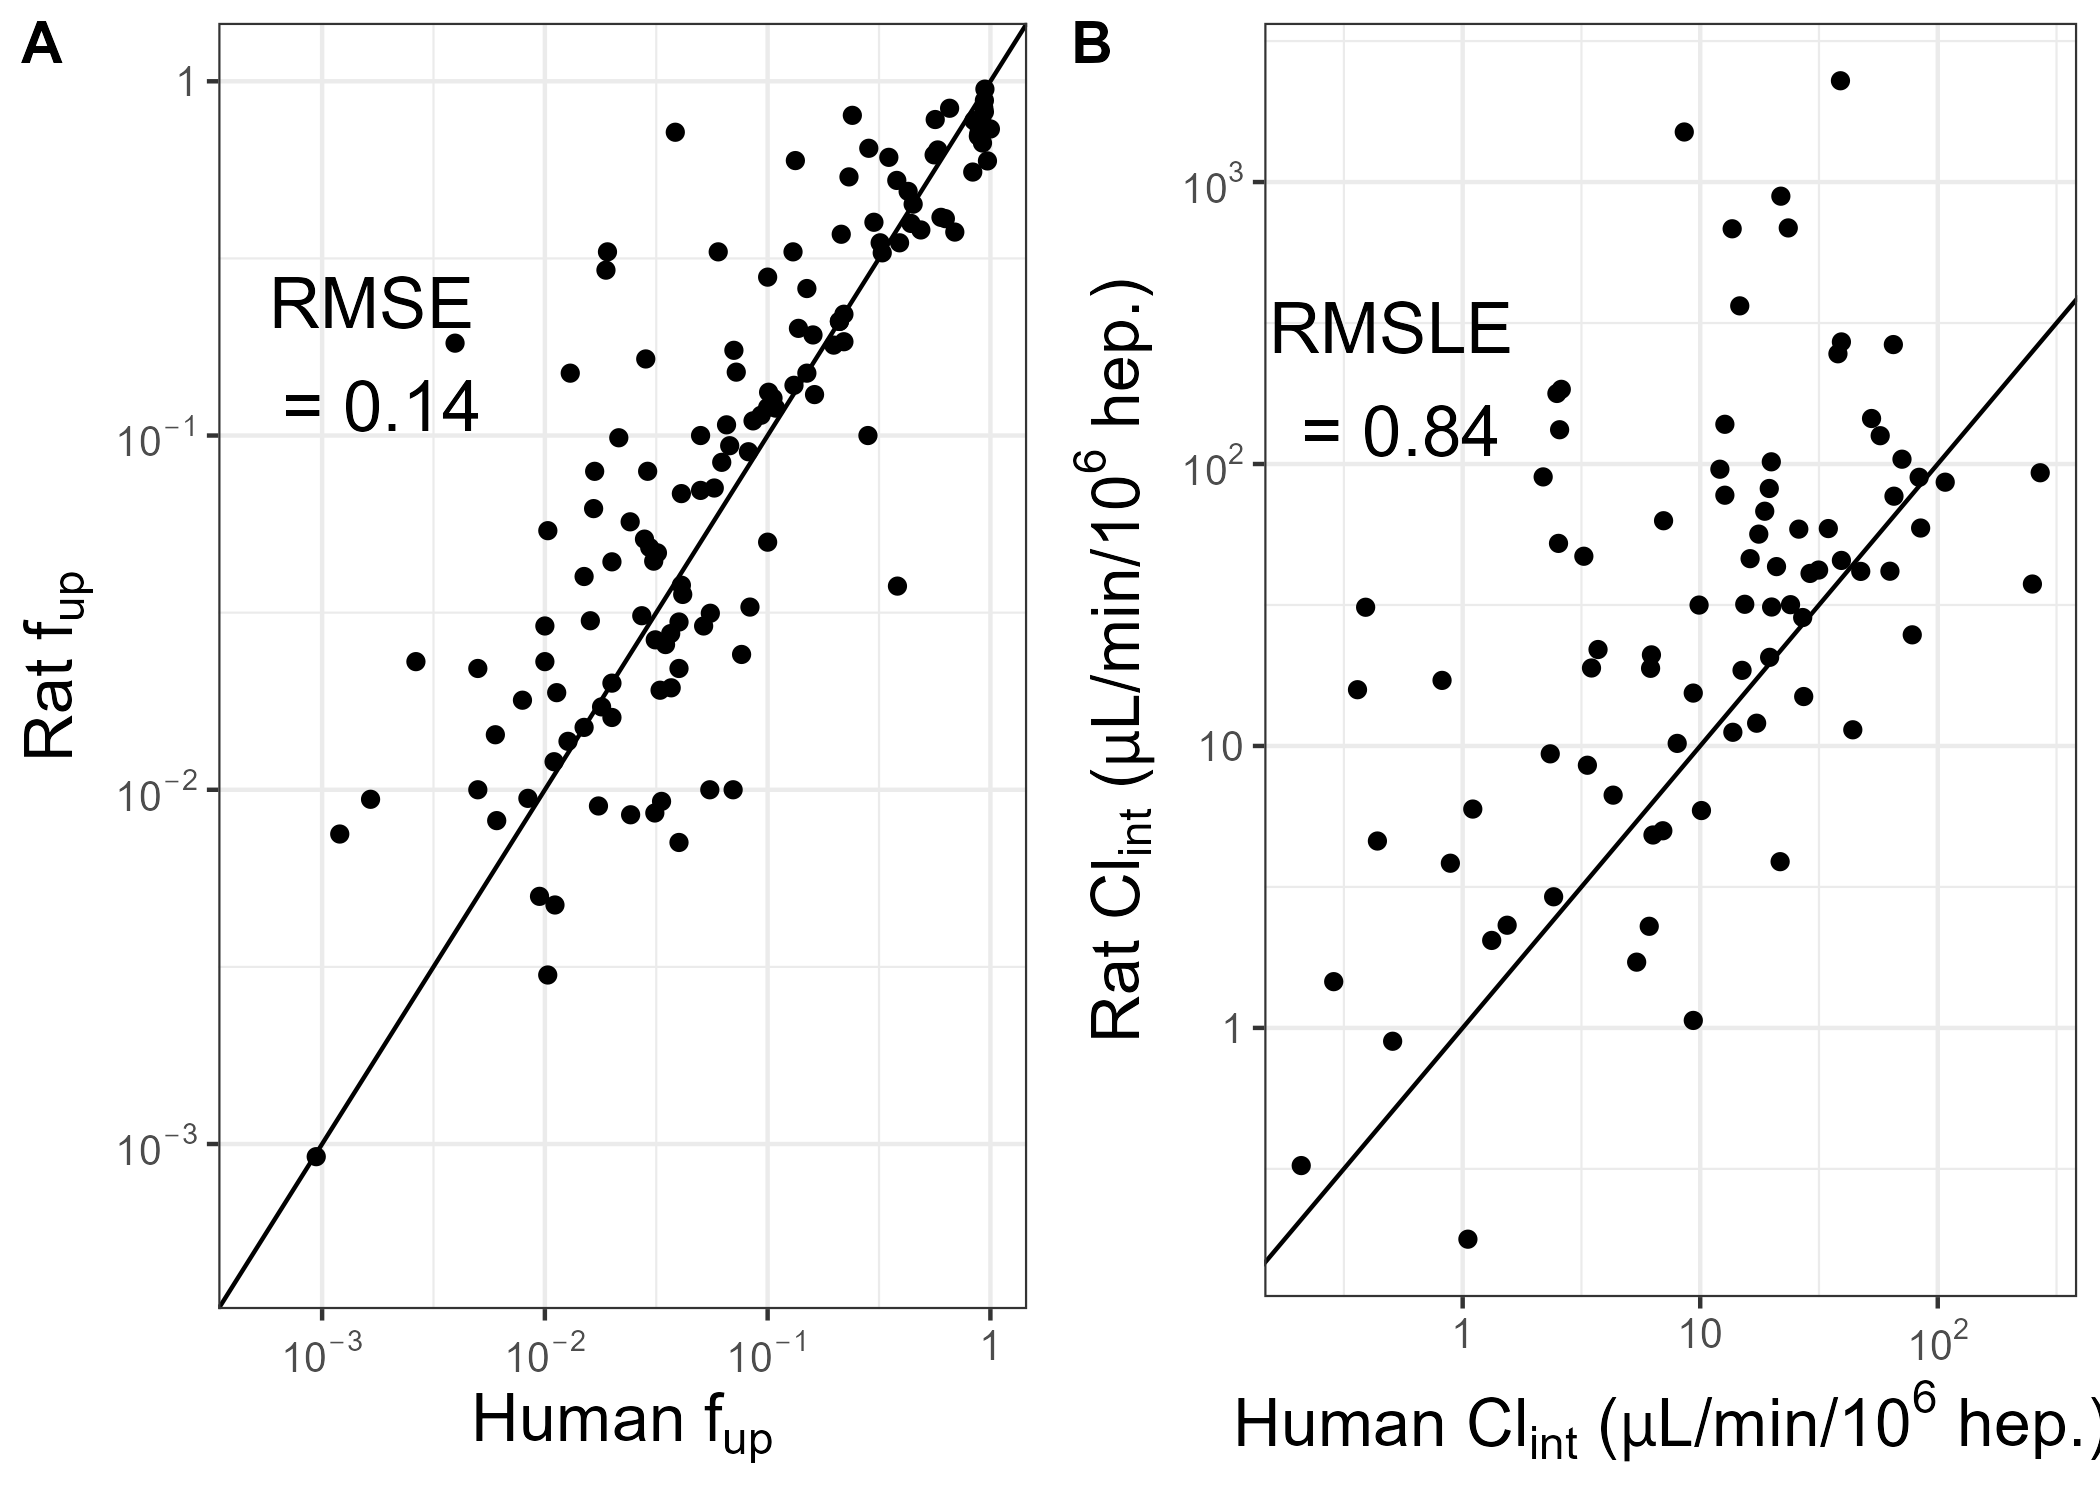 A
Rat f_up
1
10⁻¹
10⁻²
10⁻³
RMSE
= 0.14
10⁻³ 10⁻² 10⁻¹ 1
Human f_up
B
Rat Cl_int (µL/min/10⁶ hep.)
10³
10²
10
1
RMSLE
= 0.84
1 10 10²
Human Cl_int (µL/min/10⁶ hep.)